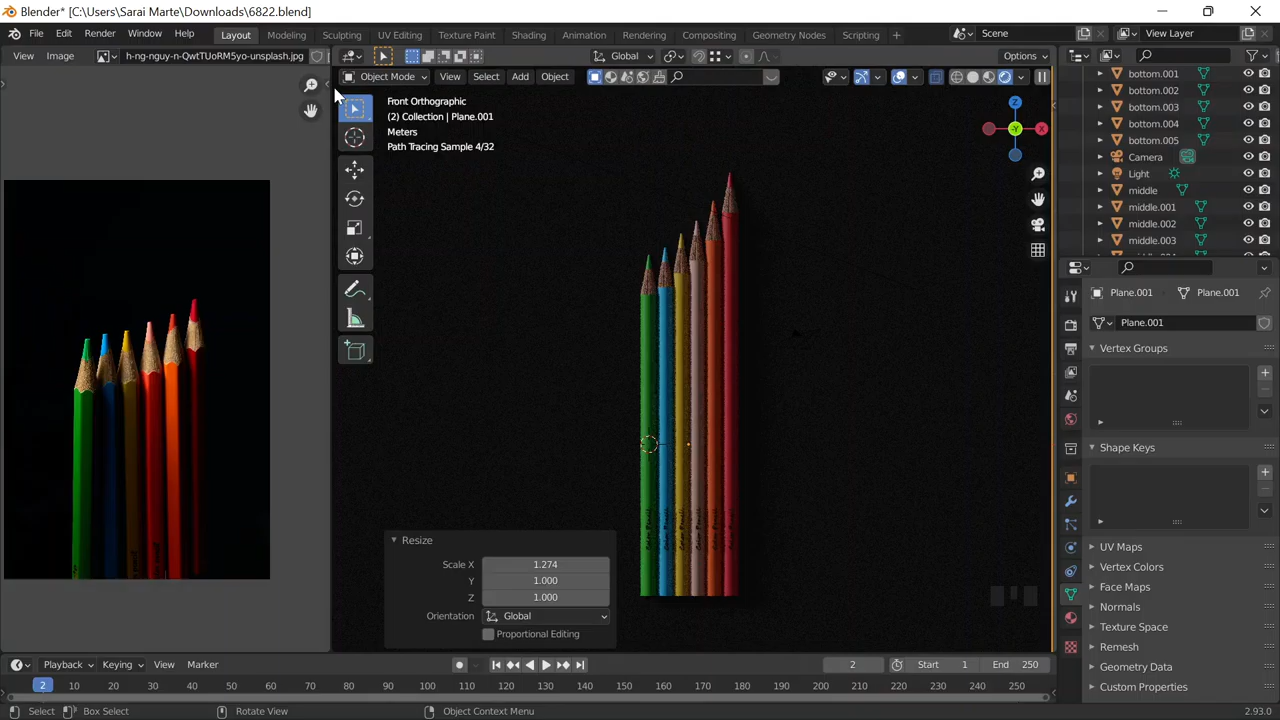 Blender* [C:\Users\Sarai Marte\Downloads\6822.blend]
File Edit Render Window Help Layout Modeling Sculpting UV Editing Texture Paint Shading Animation Rendering Compositing Geometry Nodes Scripting Scene View Layer
View Image h-ng-nguy-n-QwtTUoRM5yo-unsplash.jpg Global Options
Object Mode View Select Add Object
Front Orthographic
(2) Collection | Plane.001
Meters
Path Tracing Sample 4/32
Z
X
-Y
bottom.001
bottom.002
bottom.003
bottom.004
bottom.005
Camera
Light
middle
middle.001
middle.002
middle.003
Plane.001 Plane.001
Plane.001
Vertex Groups
Shape Keys
UV Maps
Vertex Colors
Face Maps
Normals
Texture Space
Remesh
Geometry Data
Custom Properties
Resize
Scale X 1.274
Y 1.000
Z 1.000
Orientation Global
Proportional Editing
Playback Keying View Marker 2 Start 1 End 250
2 10 20 30 40 50 60 70 80 90 100 110 120 130 140 150 160 170 180 190 200 210 220 230 240 250
Select Box Select Rotate View Object Context Menu 2.93.0